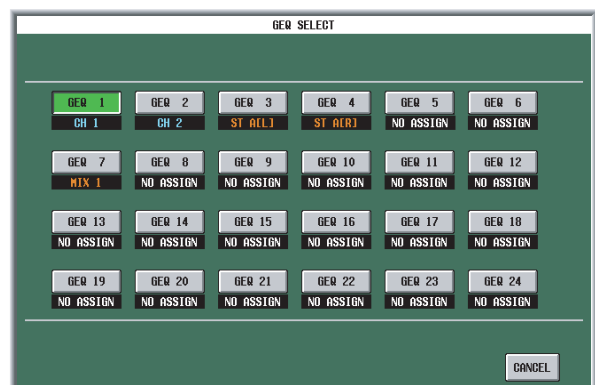 GEQ SELECT
GEQ 1 GEQ 2 GEQ 3 GEQ 4 GEQ 5 GEQ 6
CH 1 CH 2 ST A[L] ST A[R] NO ASSIGN NO ASSIGN
GEQ 7 GEQ 8 GEQ 9 GEQ 10 GEQ 11 GEQ 12
MIX 1 NO ASSIGN NO ASSIGN NO ASSIGN NO ASSIGN NO ASSIGN
GEQ 13 GEQ 14 GEQ 15 GEQ 16 GEQ 17 GEQ 18
NO ASSIGN NO ASSIGN NO ASSIGN NO ASSIGN NO ASSIGN NO ASSIGN
GEQ 19 GEQ 20 GEQ 21 GEQ 22 GEQ 23 GEQ 24
NO ASSIGN NO ASSIGN NO ASSIGN NO ASSIGN NO ASSIGN NO ASSIGN
CANCEL